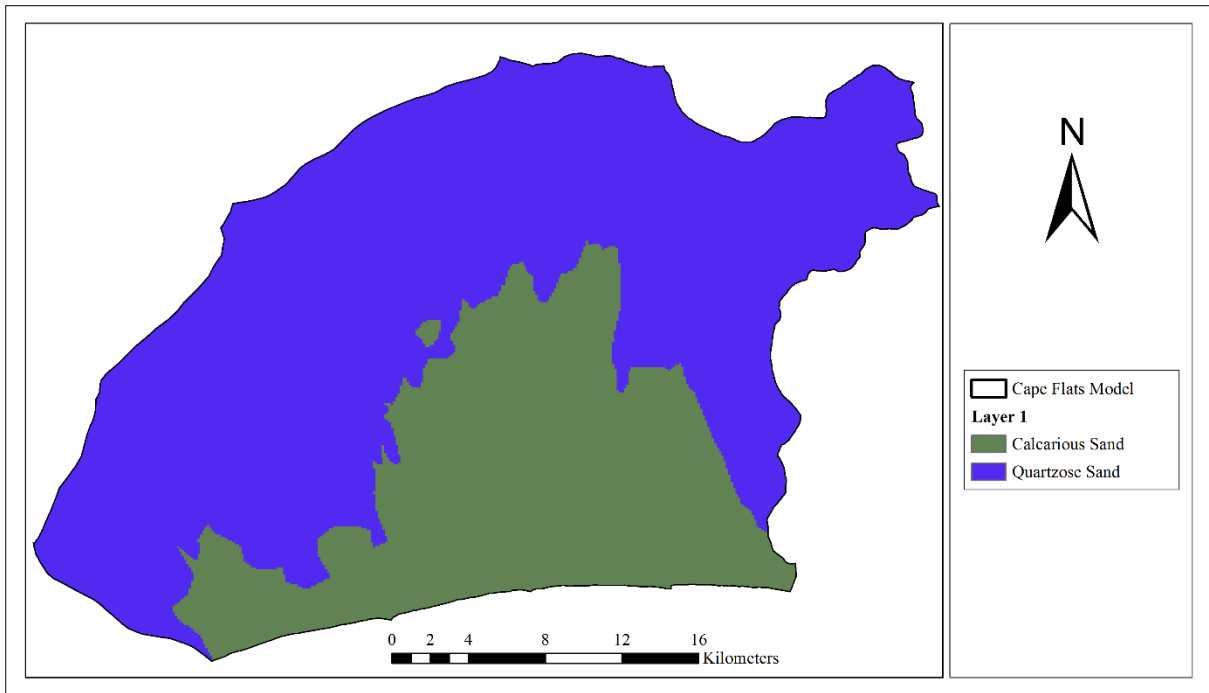 N
Cape Flats Model
Layer 1
Calcarious Sand
Quartzose Sand
0 2 4 8 12 16
Kilometers